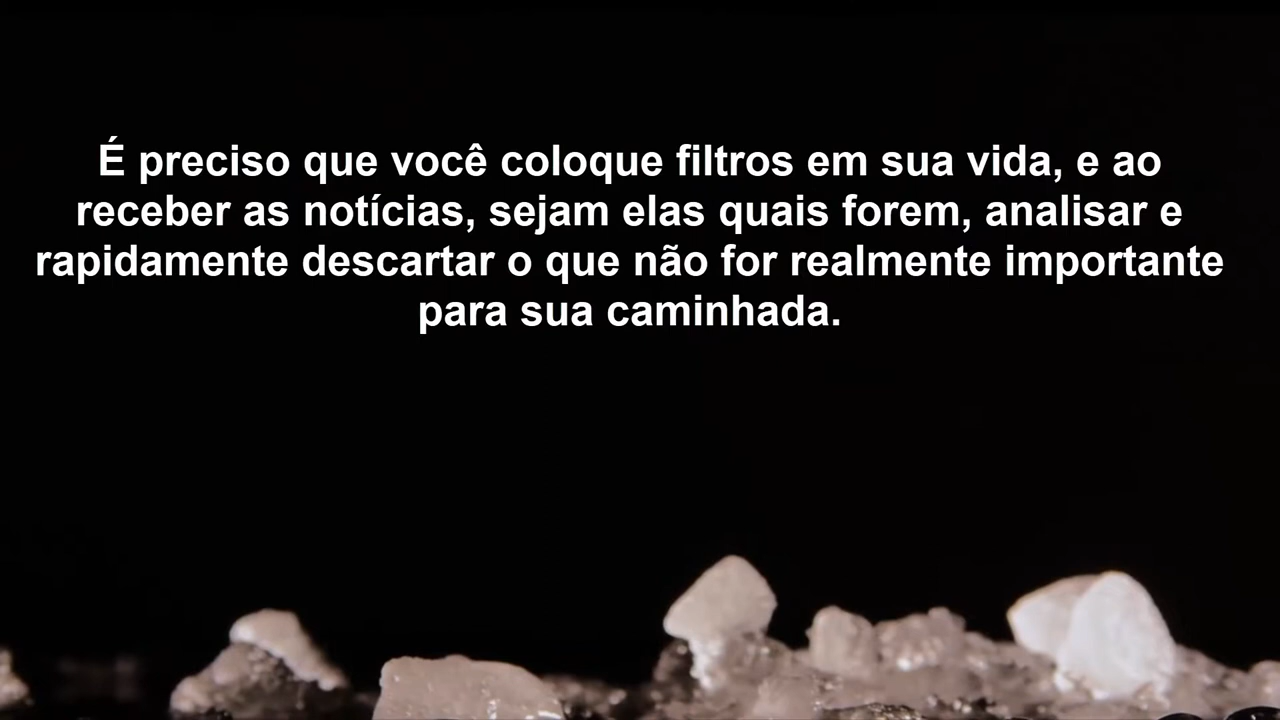 É preciso que você coloque filtros em sua vida, e ao
receber as notícias, sejam elas quais forem, analisar e
rapidamente descartar o que não for realmente importante
para sua caminhada.